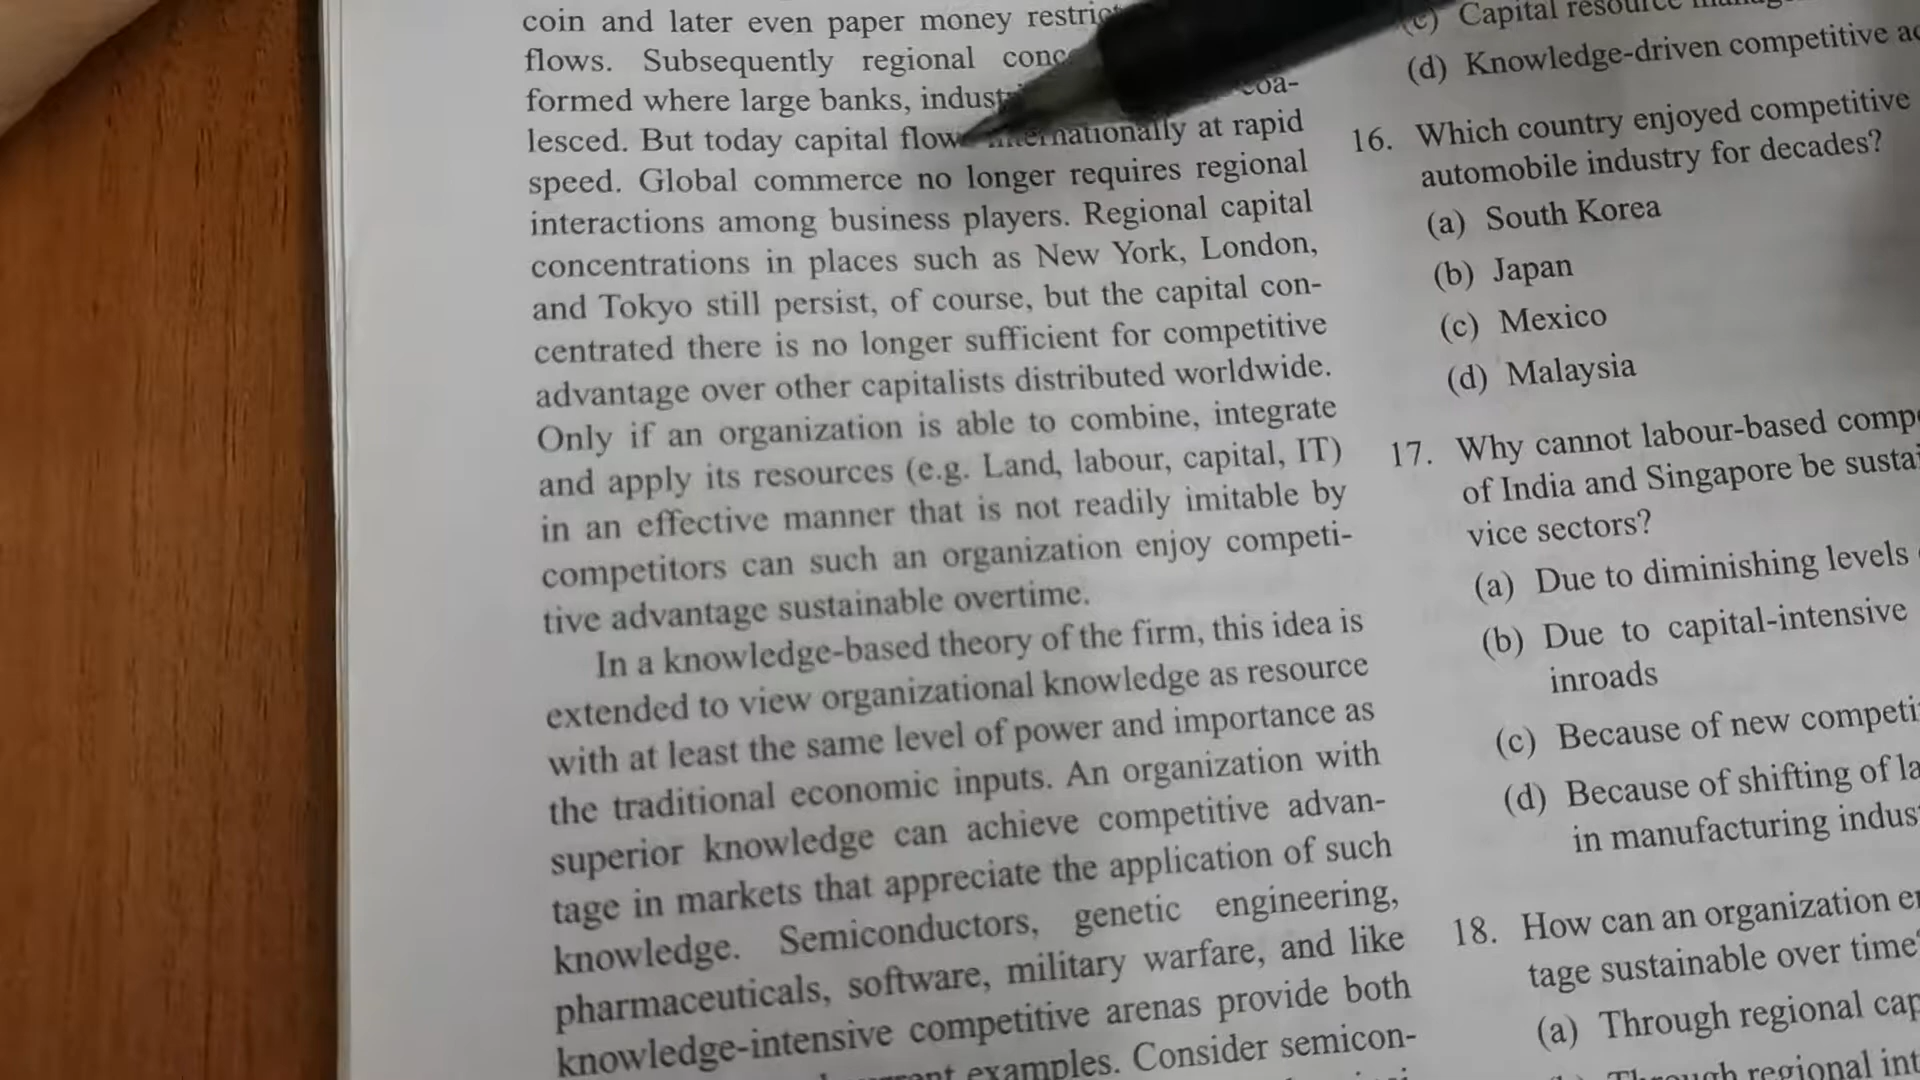 coin and later even paper money
flows. Subsequently regional
formed where large banks,
lesced. But today capital at rapid
speed. Global commerce no longer requires regional
interactions among business players. Regional capital
concentrations in places such as New York, London,
and Tokyo still persist, of course, but the capital con-
centrated there is no longer sufficient for competitive
advantage over other capitalists distributed worldwide.
Only if an organization is able to combine, integrate
and apply its resources (e.g. Land, labour, capital, IT)
in an effective manner that is not readily imitable by
competitors can such an organization enjoy competi-
tive advantage sustainable overtime.
In a knowledge-based theory of the firm, this idea is
extended to view organizational knowledge as resource
with at least the same level of power and importance as
the traditional economic inputs. An organization with
superior knowledge can achieve competitive advan-
tage in markets that appreciate the application of such
knowledge. Semiconductors, genetic engineering,
pharmaceuticals, software, military warfare, and like
knowledge-intensive competitive arenas provide both
examples. Consider semicon-
(c) Capital resource
(d) Knowledge-driven competitive
16. Which country enjoyed competitive
automobile industry for decades?
(a) South Korea
(b) Japan
(c) Mexico
(d) Malaysia
17. Why cannot labour-based
of India and Singapore be
vice sectors?
(a) Due to diminishing levels
(b) Due to capital-intensive
inroads
(c) Because of new
(d) Because of shifting of
in manufacturing
18. How can an organization
tage sustainable over time
(a) Through regional
Through regional